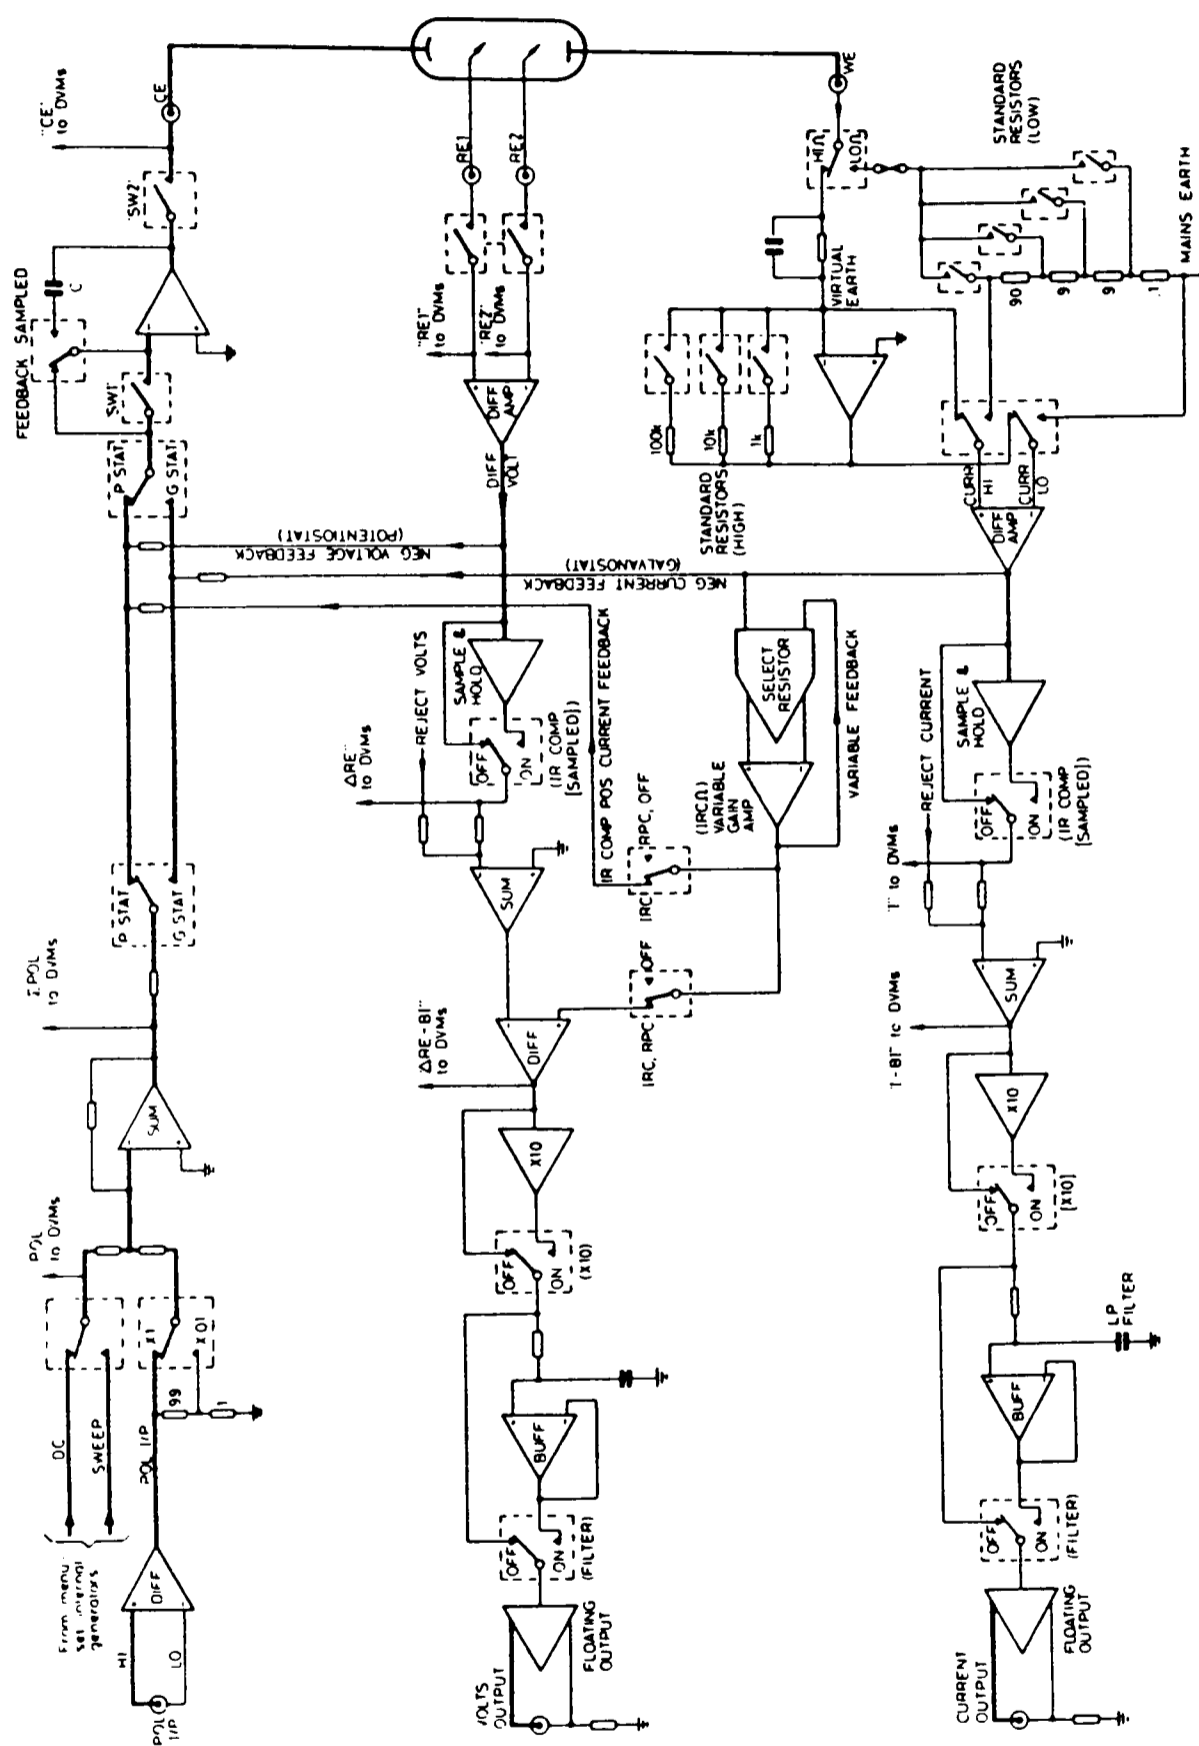 From menu
set internal
generators
HI
LO
POL
I/P
DIFF
DC
SWEEP
POL I/P
99
1
X1
X 01
POL
to DVMs
SUM
Σ POL
to DVMs
P STAT
G STAT
P STAT
G STAT
'SW1'
FEEDBACK SAMPLED
C
'SW2'
"CE"
to DVMs
CE
RE1
RE2
"RE1"
to DVMs
"RE2"
to DVMs
DIFF
AMP
DIFF
VOLT
NEG VOLTAGE FEEDBACK
(POTENTIOSTAT)
NEG CURRENT FEEDBACK
(GALVANOSTAT)
IR COMP POS CURRENT FEEDBACK
SAMPLE &
HOLD
OFF
ON
(IR COMP
[SAMPLED])
REJECT VOLTS
ΔRE"
to DVMs
SUM
DIFF
ΔRE - BI"
to DVMs
X10
OFF
ON
(X10)
BUFF
OFF
ON
(FILTER)
FLOATING
OUTPUT
VOLTS
OUTPUT
IRC
RPC, OFF
IRC, RPC
OFF
SELECT
RESISTOR
(IRCΩ)
VARIABLE
GAIN
AMP
VARIABLE FEEDBACK
WE
HIΩ
LOΩ
STANDARD
RESISTORS
(LOW)
90
9
9
.1
MAINS EARTH
VIRTUAL
EARTH
100k
10k
1k
STANDARD
RESISTORS
(HIGH)
CURR
HI
CURR
LO
DIFF
AMP
SAMPLE &
HOLD
OFF
ON
(IR COMP
[SAMPLED])
REJECT CURRENT
"I" to DVMs
SUM
"I - BI" to DVMs
X10
OFF
ON
[X10]
LP
FILTER
BUFF
OFF
ON
(FILTER)
FLOATING
OUTPUT
CURRENT
OUTPUT